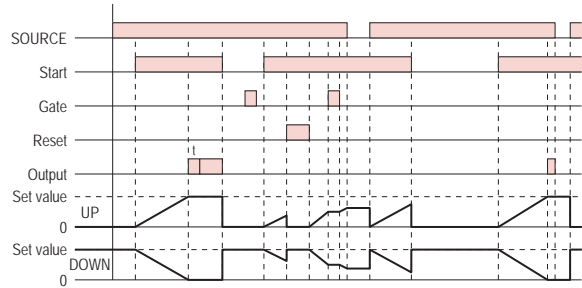 SOURCE
Start
Gate
Reset
t
Output
Set value
UP
0
Set value
DOWN
0